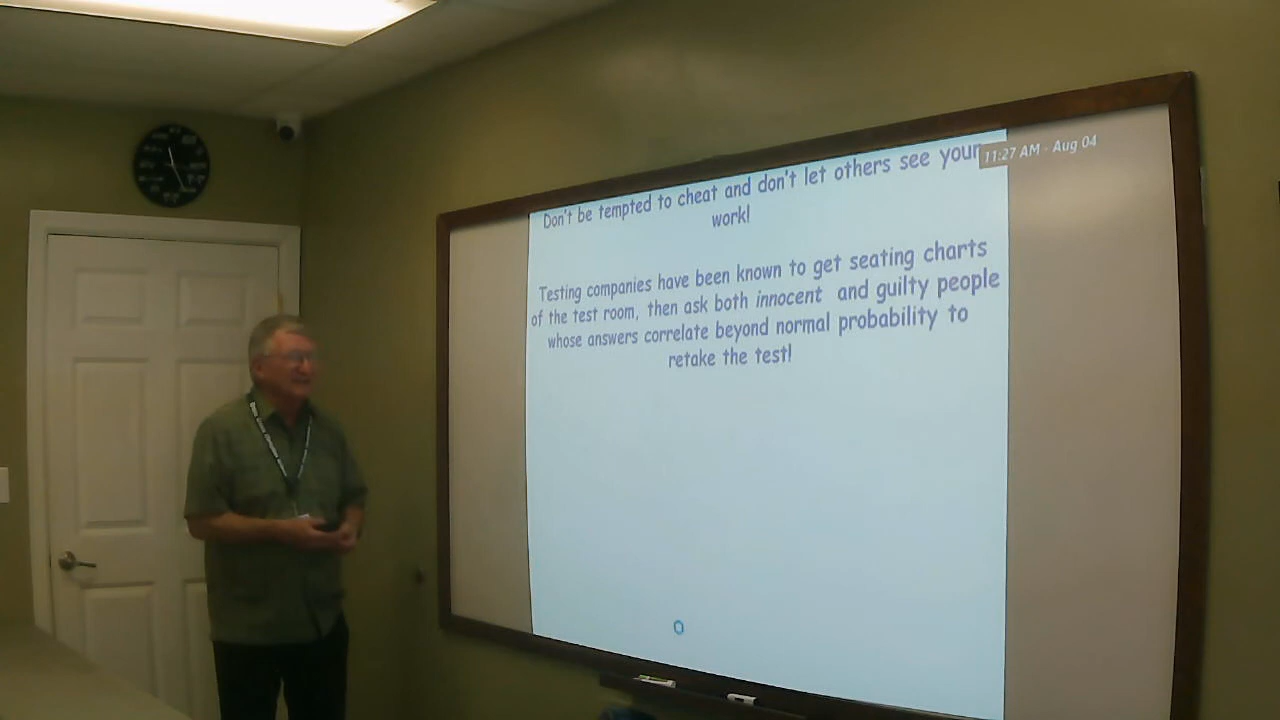 Don't be tempted to cheat and don't let others see your
work!
11:27 AM - Aug 04
Testing companies have been known to get seating charts
of the test room, then ask both innocent and guilty people
whose answers correlate beyond normal probability to
retake the test!